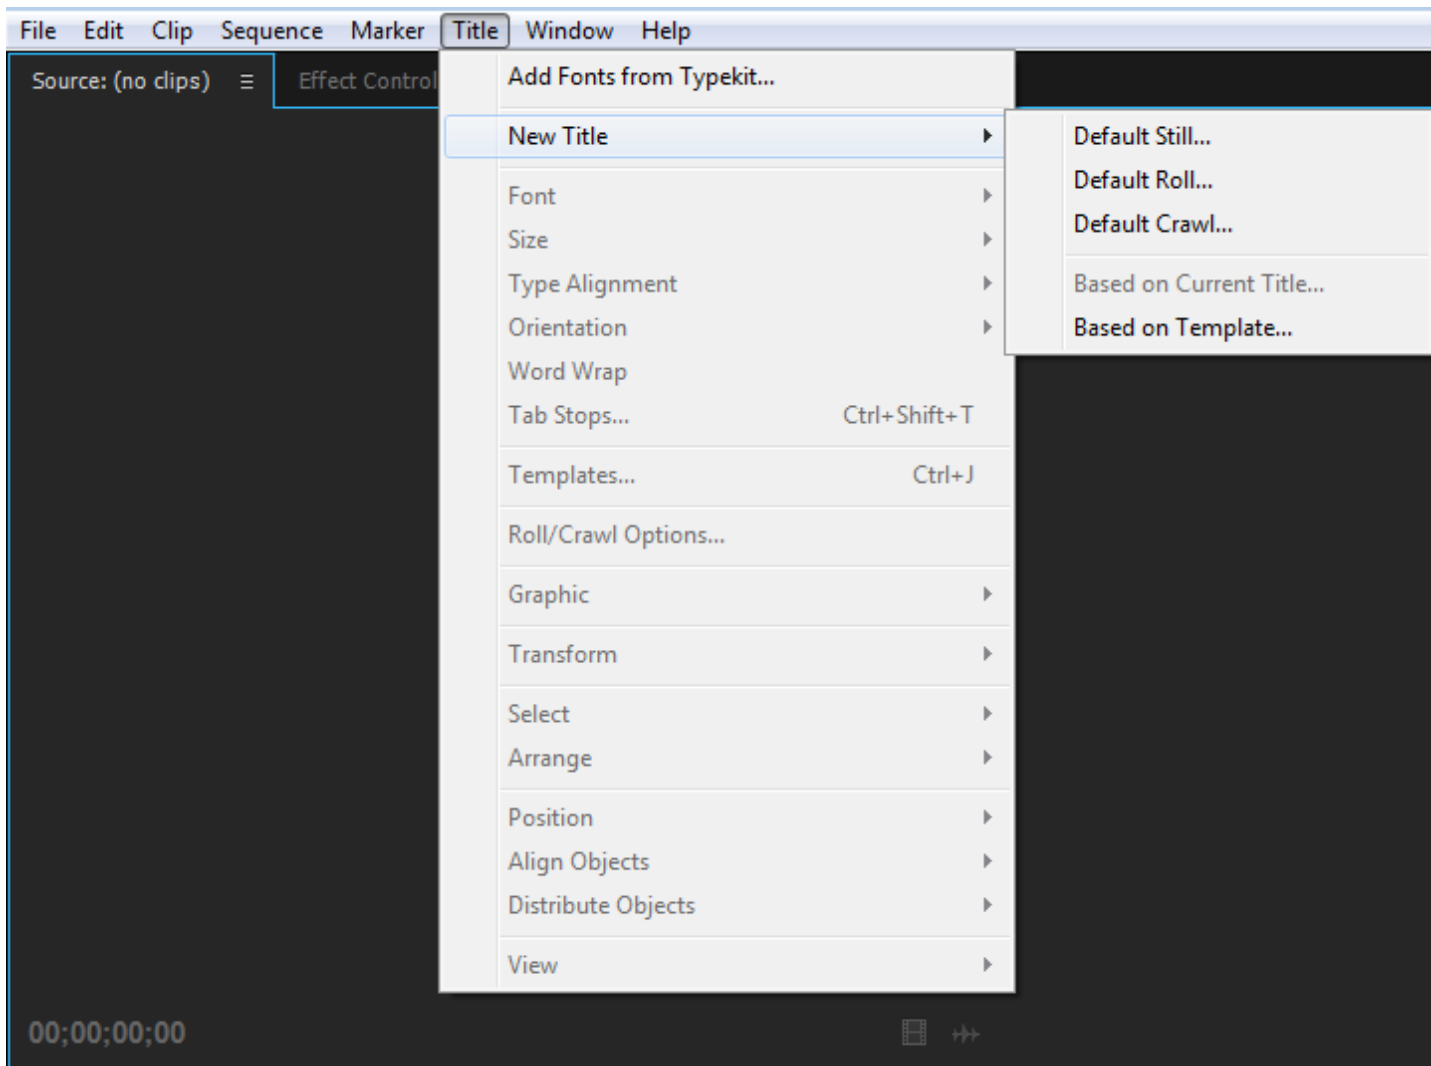 File Edit Clip Sequence Marker Title Window Help
Source: (no clips) Effect Control
Add Fonts from Typekit...
New Title
Default Still...
Default Roll...
Default Crawl...
Based on Current Title...
Based on Template...
Font
Size
Type Alignment
Orientation
Word Wrap
Tab Stops... Ctrl+Shift+T
Templates... Ctrl+J
Roll/Crawl Options...
Graphic
Transform
Select
Arrange
Position
Align Objects
Distribute Objects
View
00;00;00;00